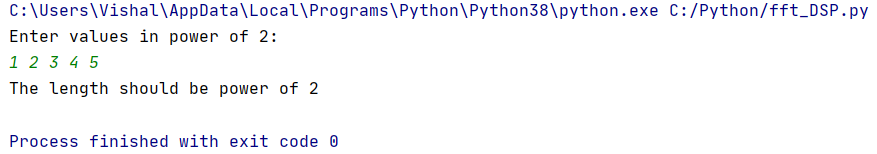 C:\Users\Vishal\AppData\Local\Programs\Python\Python38\python.exe C:/Python/fft_DSP.py
Enter values in power of 2:
1 2 3 4 5
The length should be power of 2
Process finished with exit code 0